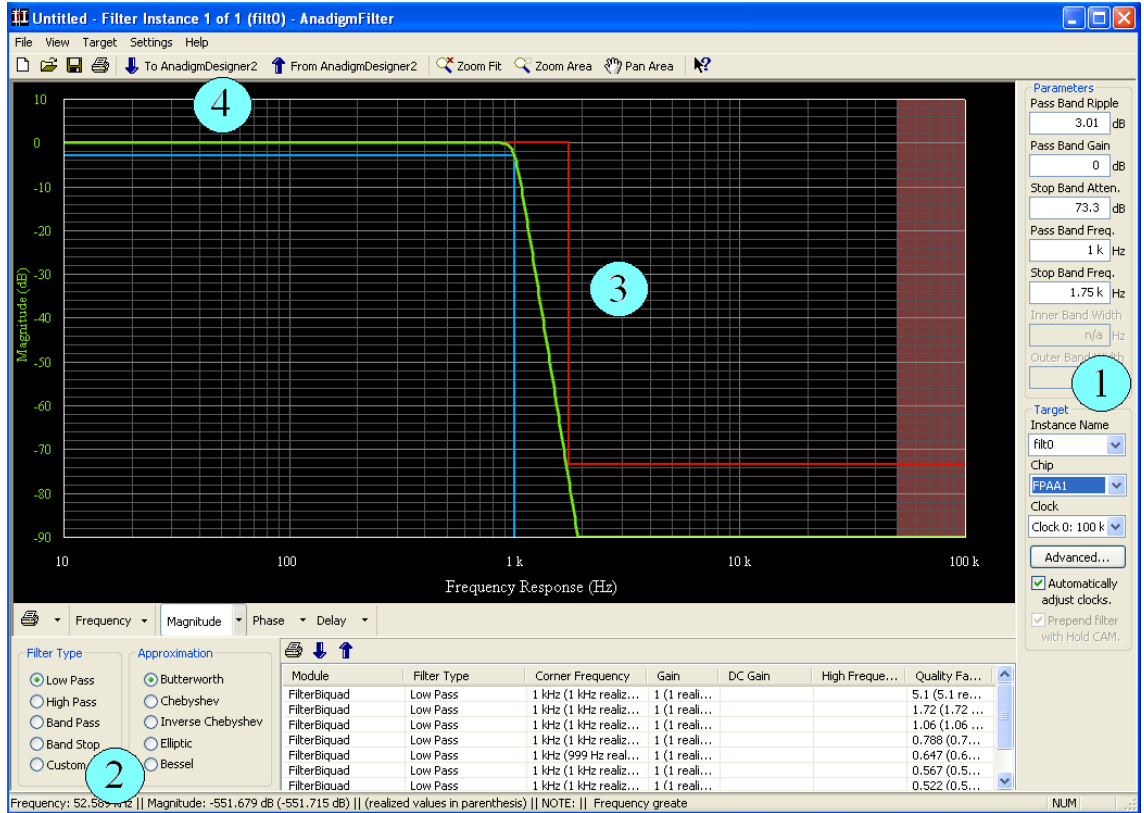 Untitled - Filter Instance 1 of 1 (filt0) - AnadigmFilter
File View Target Settings Help
To AnadigmDesigner2 From AnadigmDesigner2 Zoom Fit Zoom Area Pan Area
10
0
-10
-20
-30
-40
-50
-60
-70
-80
-90
Magnitude (dB)
10 100 1 k 10 k 100 k
Frequency Response (Hz)
4
3
Parameters
Pass Band Ripple
3.01 dB
Pass Band Gain
0 dB
Stop Band Atten.
73.3 dB
Pass Band Freq.
1 k Hz
Stop Band Freq.
1.75 k Hz
Inner Band Width
n/a Hz
Outer Band
1
Target
Instance Name
filt0
Chip
FPAA1
Clock
Clock 0: 100 k
Advanced...
Automatically
adjust clocks.
Prepend filter
with Hold CAM.
Frequency Magnitude Phase Delay
Filter Type
Low Pass
High Pass
Band Pass
Band Stop
Custom
2
Approximation
Butterworth
Chebyshev
Inverse Chebyshev
Elliptic
Bessel
Module Filter Type Corner Frequency Gain DC Gain High Freque... Quality Fa...
FilterBiquad Low Pass 1 kHz (1 kHz realiz... 1 (1 reali... 5.1 (5.1 re...
FilterBiquad Low Pass 1 kHz (1 kHz realiz... 1 (1 reali... 1.72 (1.72 ...
FilterBiquad Low Pass 1 kHz (1 kHz realiz... 1 (1 reali... 1.06 (1.06 ...
FilterBiquad Low Pass 1 kHz (1 kHz realiz... 1 (1 reali... 0.788 (0.7...
FilterBiquad Low Pass 1 kHz (999 Hz real... 1 (1 reali... 0.647 (0.6...
FilterBiquad Low Pass 1 kHz (1 kHz realiz... 1 (1 reali... 0.567 (0.5...
FilterBiquad Low Pass 1 kHz (1 kHz realiz... 1 (1 reali... 0.522 (0.5...
Frequency: 52.589 kHz || Magnitude: -551.679 dB (-551.715 dB) || (realized values in parenthesis) || NOTE: || Frequency greate NUM